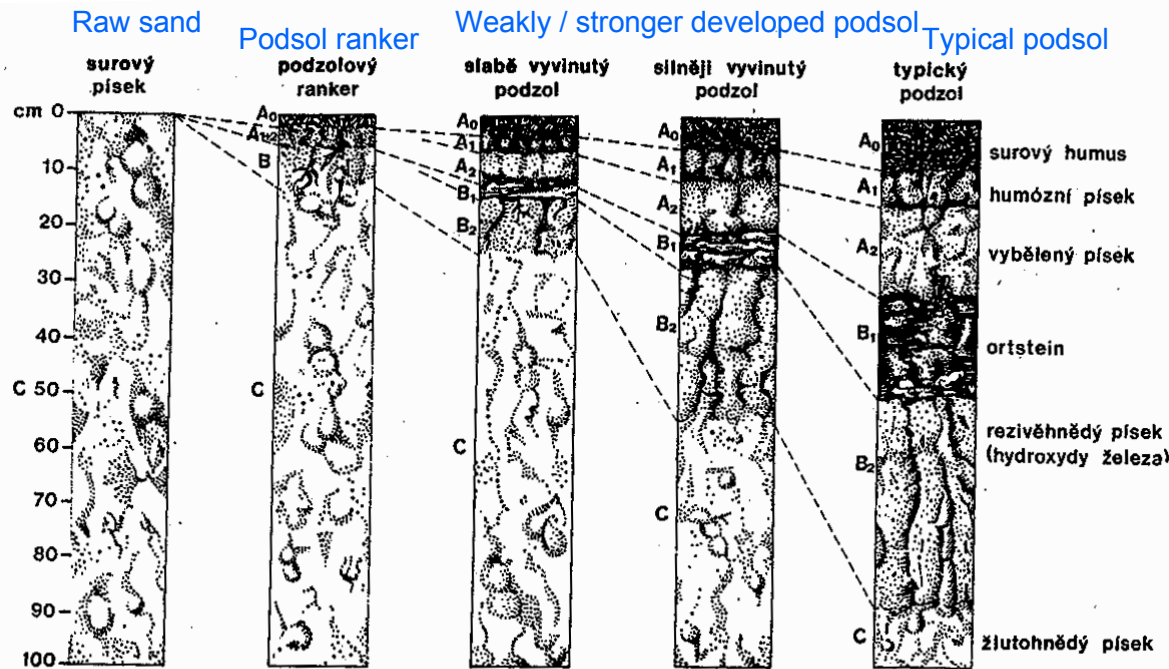 Raw sand
Podsol ranker
Weakly / stronger developed podsol
Typical podsol
surový
písek
podzolový
ranker
slabě vyvinutý
podzol
silněji vyvinutý
podzol
typický
podzol
cm 0
10
20
30
40
C 50
60
70
80
90
100
A₀
A₁
B
C
A₀
A₁
A₂
B₁
B₂
C
A₀
A₁
A₂
B₁
B₂
C
A₀
A₁
A₂
B₁
B₂
C
surový humus
humózní písek
vybělený písek
ortstein
rezivěhnědý písek
(hydroxydy železa)
žlutohnědý písek